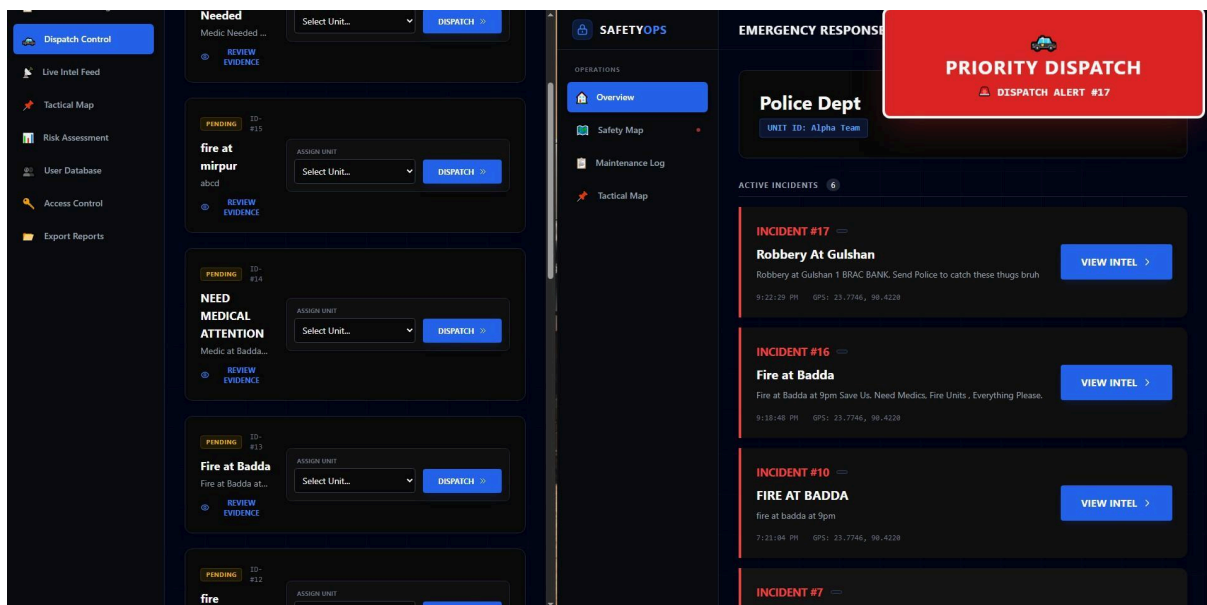 Dispatch Control
Live Intel Feed
Tactical Map
Risk Assessment
User Database
Access Control
Export Reports
Needed
Medic Needed ...
REVIEW
EVIDENCE
Select Unit...
DISPATCH »
PENDING
ID-
#15
fire at
mirpur
abcd
REVIEW
EVIDENCE
ASSIGN UNIT
Select Unit...
DISPATCH »
PENDING
ID-
#14
NEED
MEDICAL
ATTENTION
Medic at Badda...
REVIEW
EVIDENCE
ASSIGN UNIT
Select Unit...
DISPATCH »
PENDING
ID-
#13
Fire at Badda
Fire at Badda at...
REVIEW
EVIDENCE
ASSIGN UNIT
Select Unit...
DISPATCH »
PENDING
ID-
#12
fire
ASSIGN UNIT
SAFETYOPS
OPERATIONS
Overview
Safety Map
Maintenance Log
Tactical Map
EMERGENCY RESPONSE
PRIORITY DISPATCH
DISPATCH ALERT #17
Police Dept
UNIT ID: Alpha Team
ACTIVE INCIDENTS 6
INCIDENT #17
Robbery At Gulshan
Robbery at Gulshan 1 BRAC BANK. Send Police to catch these thugs bruh
9:22:29 PM GPS: 23.7746, 90.4220
VIEW INTEL >
INCIDENT #16
Fire at Badda
Fire at Badda at 9pm Save Us. Need Medics, Fire Units , Everything Please.
9:18:48 PM GPS: 23.7746, 90.4220
VIEW INTEL >
INCIDENT #10
FIRE AT BADDA
fire at badda at 9pm
7:21:04 PM GPS: 23.7746, 90.4220
VIEW INTEL >
INCIDENT #7